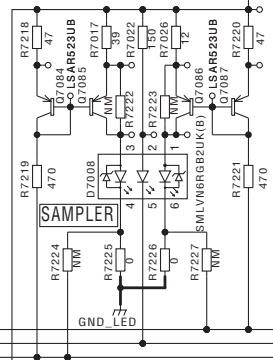 R7218
47
Q7084
LSAR523UB
Q7085
R7017
39
R7022
150
R7026
12
Q7086
LSAR523UB
Q7087
R7220
47
NM
R7222
R7223
NM
R7219
470
D7008
3
2
1
4
5
6
SMLVN6RGB2UK(B)
R7221
470
SAMPLER
R7224
NM
R7225
0
R7226
0
R7227
NM
GND_LED